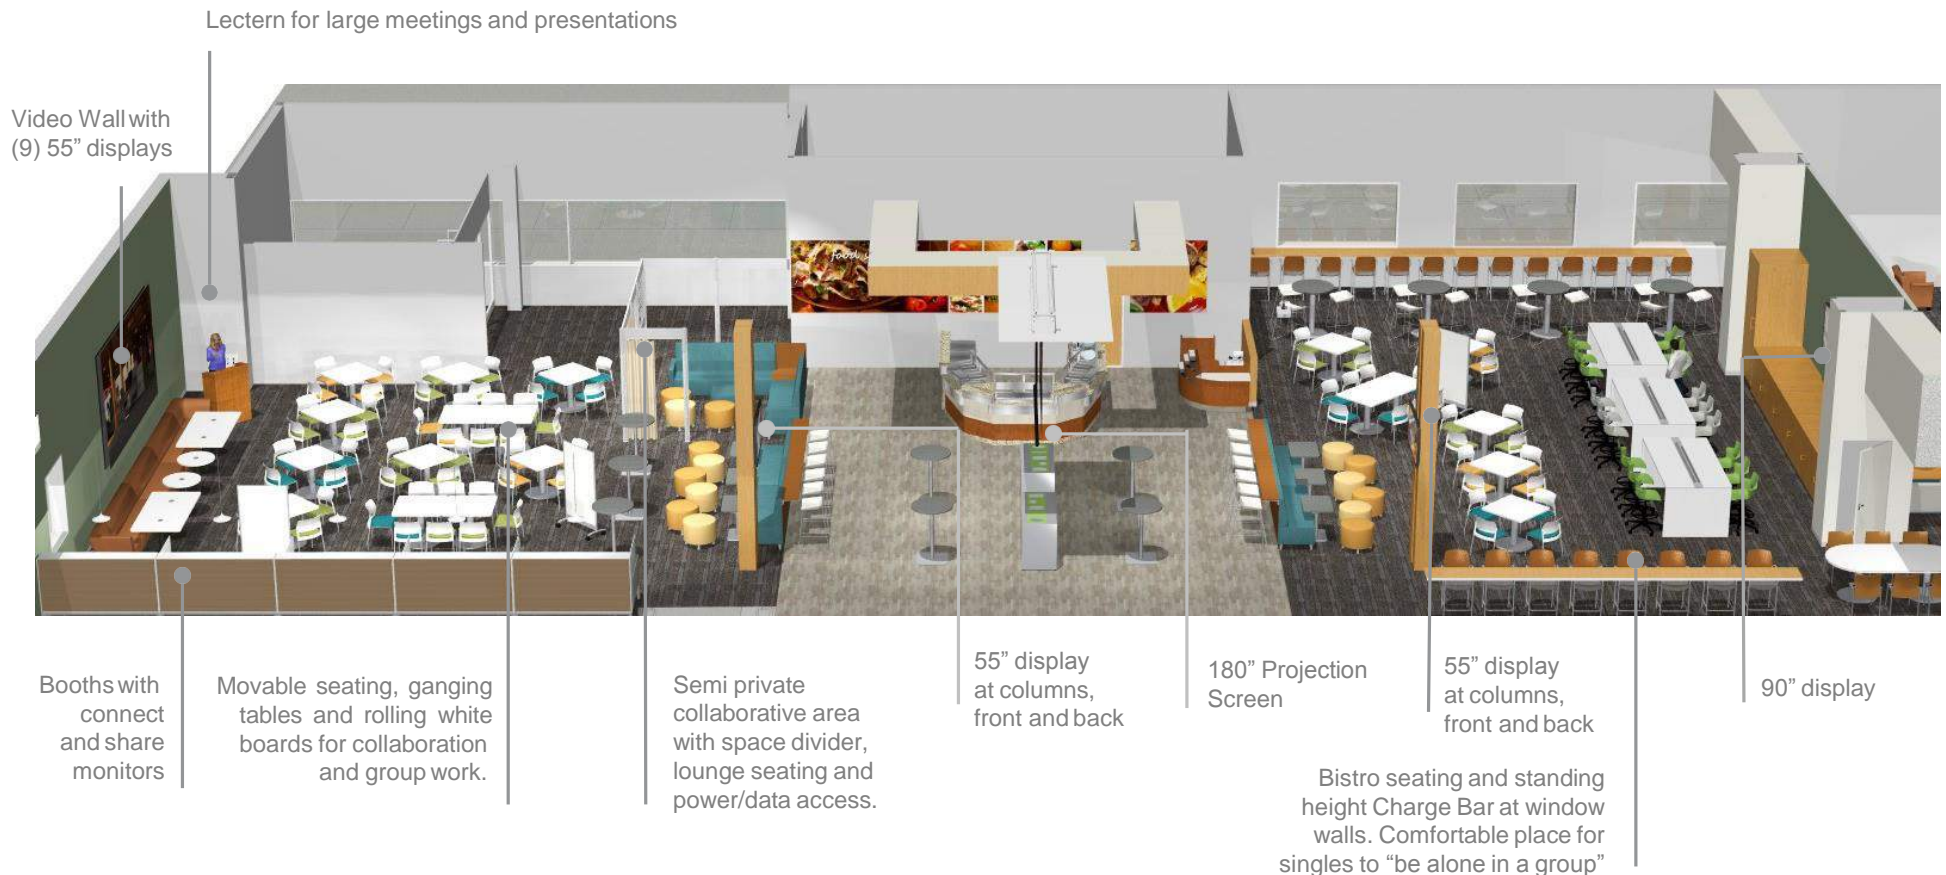 Lectern for large meetings and presentations
Video Wall with
(9) 55” displays
Booths with
connect
and share
monitors
Movable seating, ganging
tables and rolling white
boards for collaboration
and group work.
Semi private
collaborative area
with space divider,
lounge seating and
power/data access.
55” display
at columns,
front and back
180” Projection
Screen
55” display
at columns,
front and back
90” display
Bistro seating and standing
height Charge Bar at window
walls. Comfortable place for
singles to “be alone in a group”
food